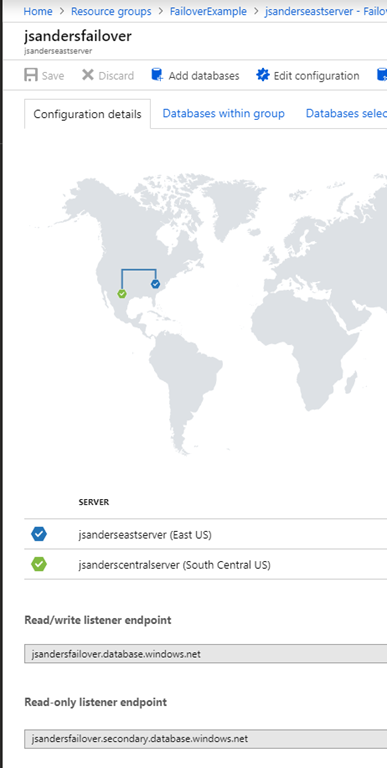 Home > Resource groups > FailoverExample > jsanderseastserver - Failo
jsandersfailover
jsanderseastserver
Save Discard Add databases Edit configuration
Configuration details Databases within group Databases selec
SERVER
jsanderseastserver (East US)
jsanderscentralserver (South Central US)
Read/write listener endpoint
jsandersfailover.database.windows.net
Read-only listener endpoint
jsandersfailover.secondary.database.windows.net